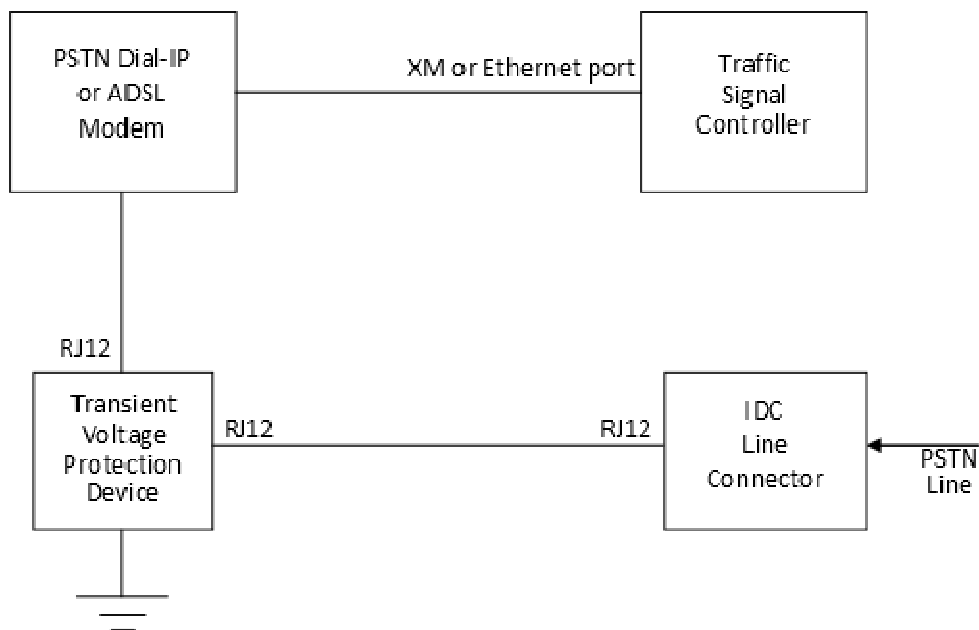 PSTN Dial-IP
or ADSL
Modem
XM or Ethernet port
Traffic
Signal
Controller
RJ12
Transient
Voltage
Protection
Device
RJ12
RJ12
IDC
Line
Connector
PSTN
Line